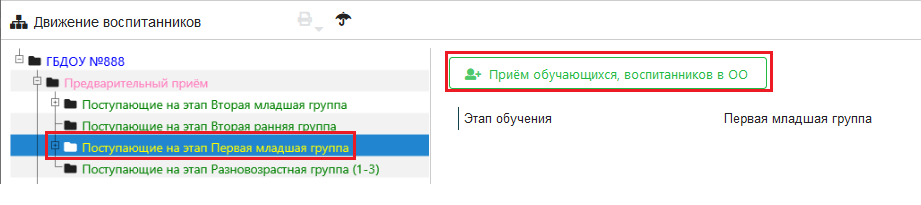 Движение воспитанников
ГБДОУ №888
Предварительный приём
Поступающие на этап Вторая младшая группа
Поступающие на этап Вторая ранняя группа
Поступающие на этап Первая младшая группа
Поступающие на этап Разновозрастная группа (1-3)
Приём обучающихся, воспитанников в ОО
Этап обучения Первая младшая группа